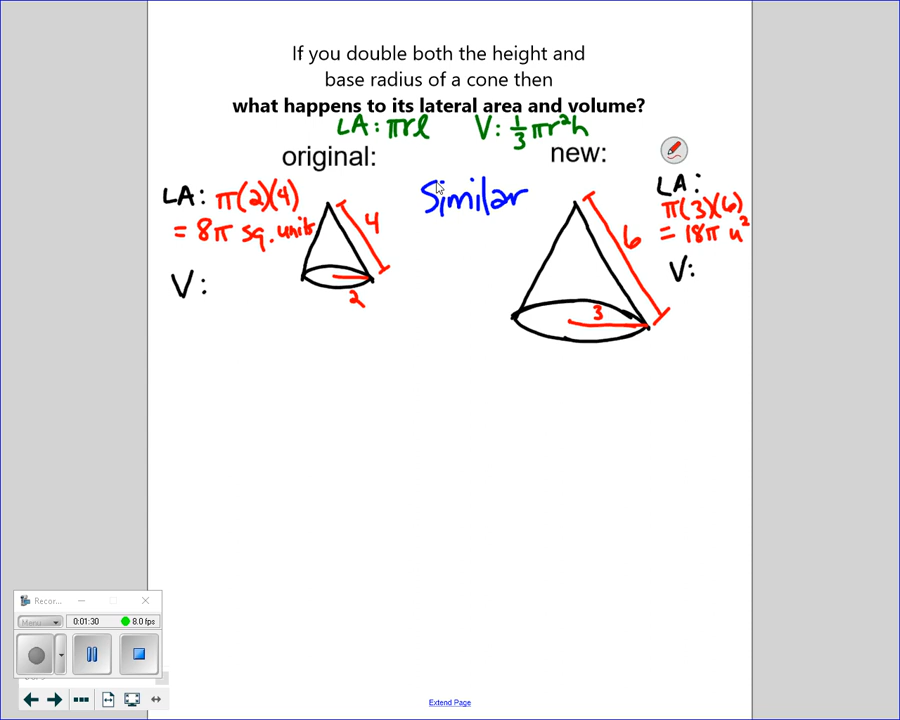 If you double both the height and
base radius of a cone then
what happens to its lateral area and volume?
LA: πrl V: 1/3 πr²h
original: new:
Similar
LA: π(2)(4)
= 8π sq. units
V:
4
2
LA:
π(3)(6)
= 18π u²
V:
6
3
Recor...
Menu 0:01:30 8.0 fps
Extend Page